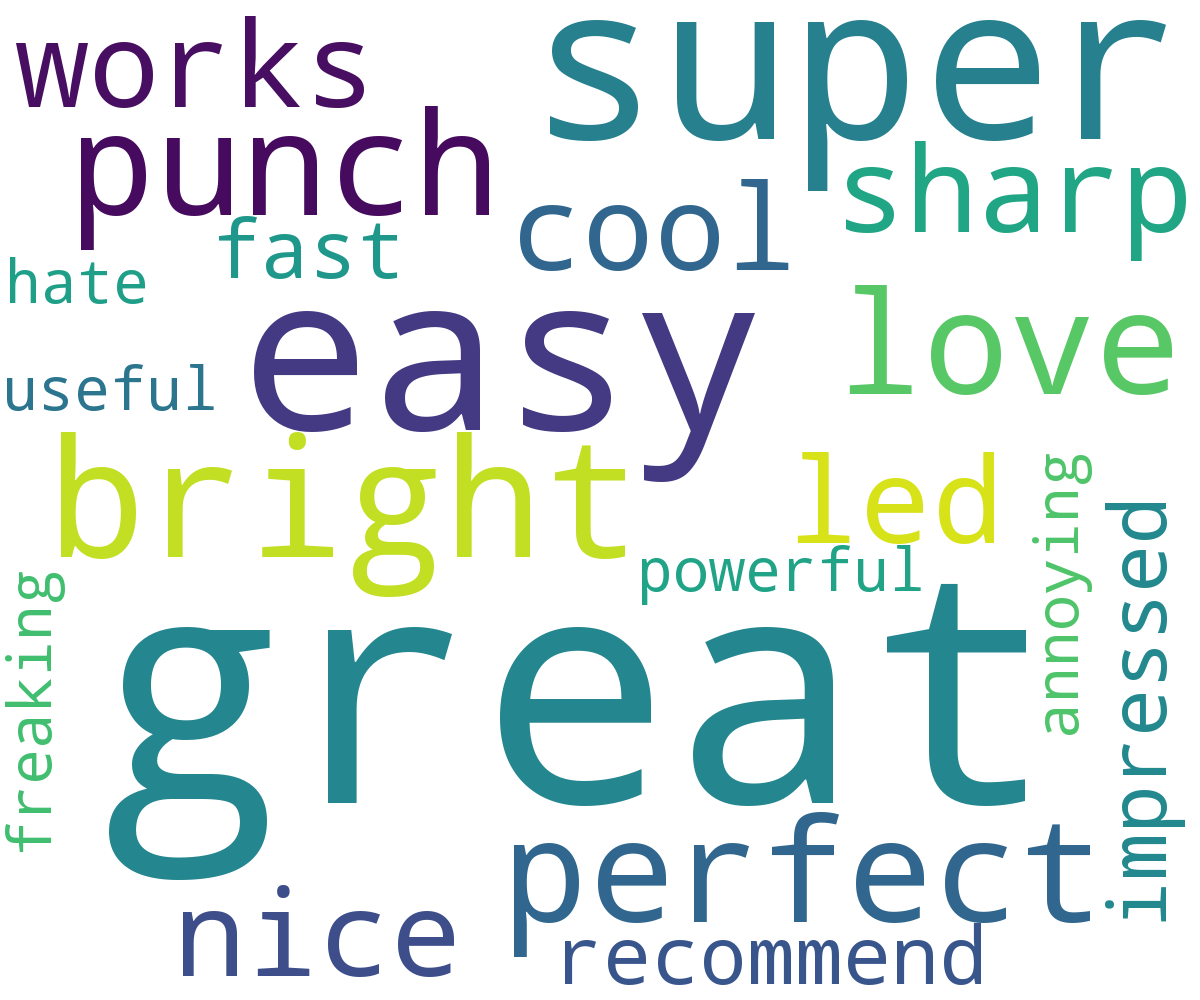 works
super
punch
sharp
cool
fast
hate
easy
love
useful
bright
led
annoying
powerful
impressed
freaking
great
perfect
nice
recommend